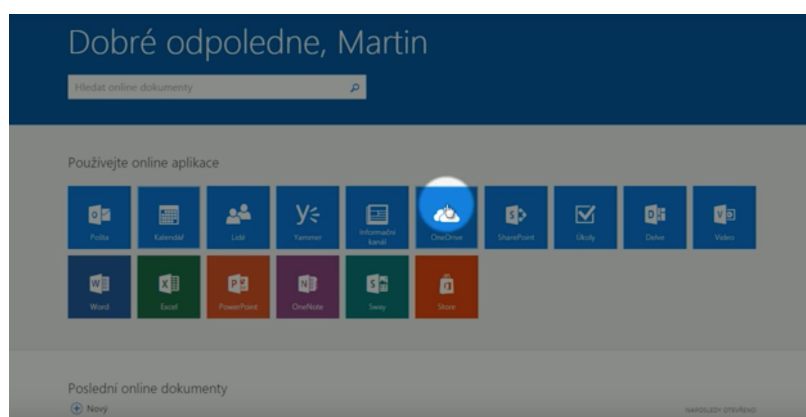 Dobré odpoledne, Martin
Hledat online dokumenty
Používejte online aplikace
Pošta
Kalendář
Lidé
Yammer
Informační
kanál
OneDrive
SharePoint
Úkoly
Delve
Video
Word
Excel
PowerPoint
OneNote
Sway
Store
Poslední online dokumenty
Nový
NAPOSLEDY OTEVŘENO